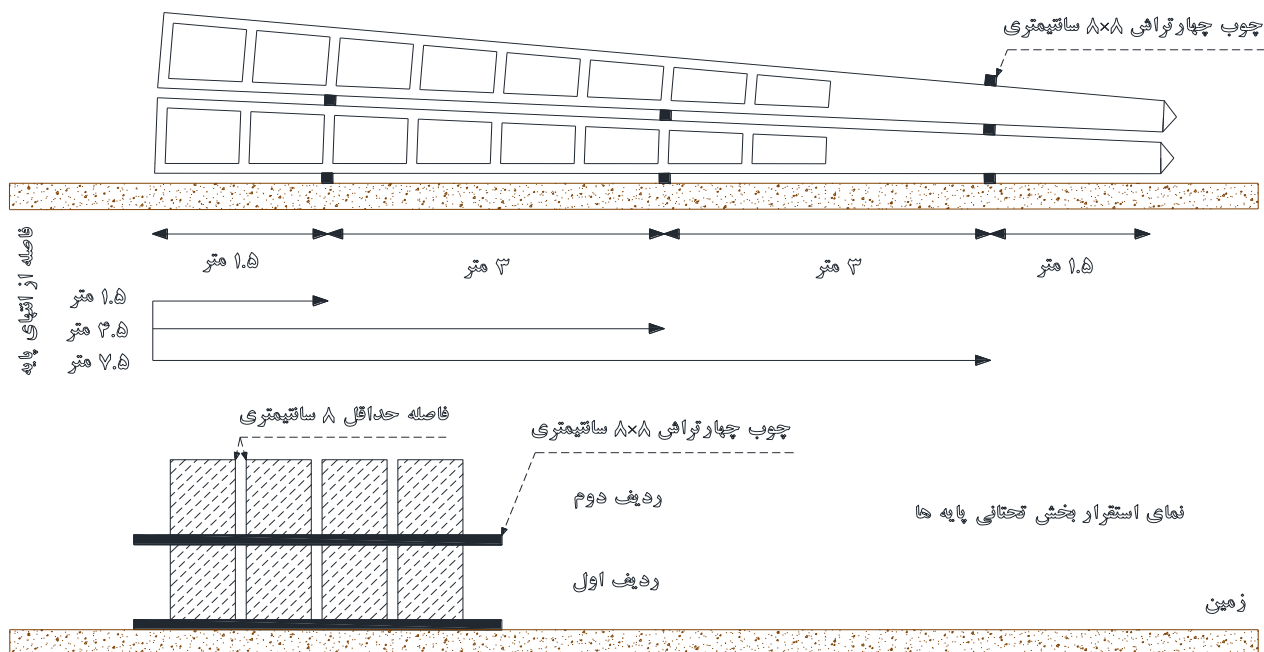 چوب چهارتراش ۸×۸ سانتیمتری
۱.۵ متر
۳ متر
۳ متر
۱.۵ متر
فاصله از انتهای پایه
۱.۵ متر
۴.۵ متر
۷.۵ متر
فاصله حداقل ۸ سانتیمتری
چوب چهارتراش ۸×۸ سانتیمتری
ردیف دوم
نمای استقرار بخش تحتانی پایه ها
ردیف اول
زمین